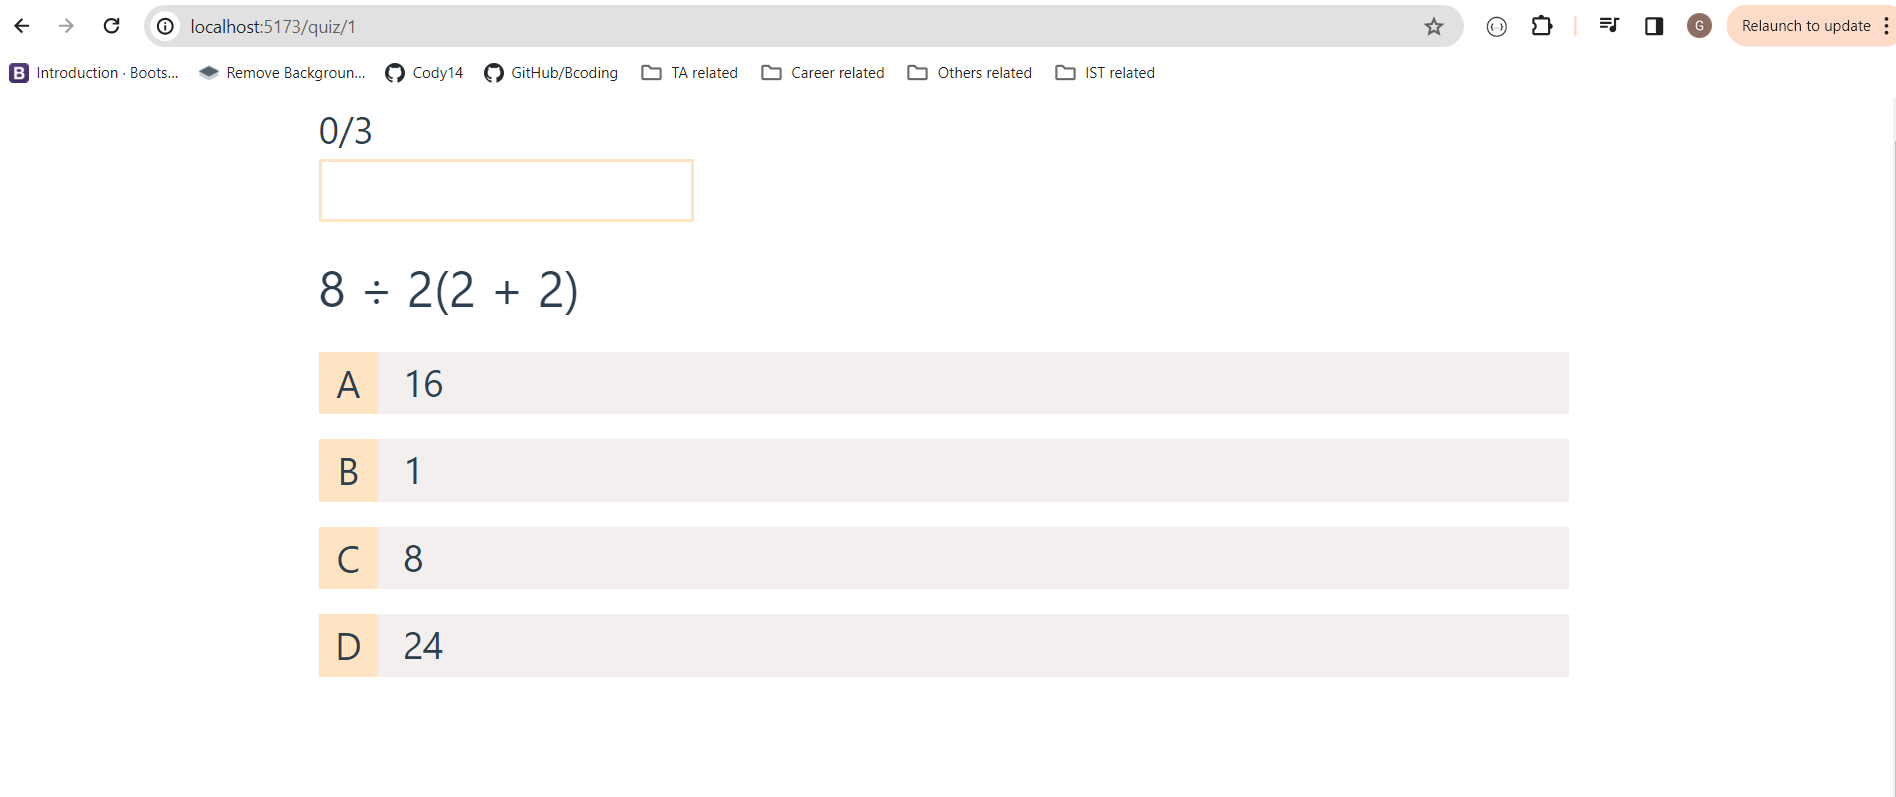 localhost:5173/quiz/1
G
Relaunch to update
B Introduction · Boots... Remove Backgroun... Cody14 GitHub/Bcoding TA related Career related Others related IST related
0/3
8 ÷ 2(2 + 2)
A 16
B 1
C 8
D 24